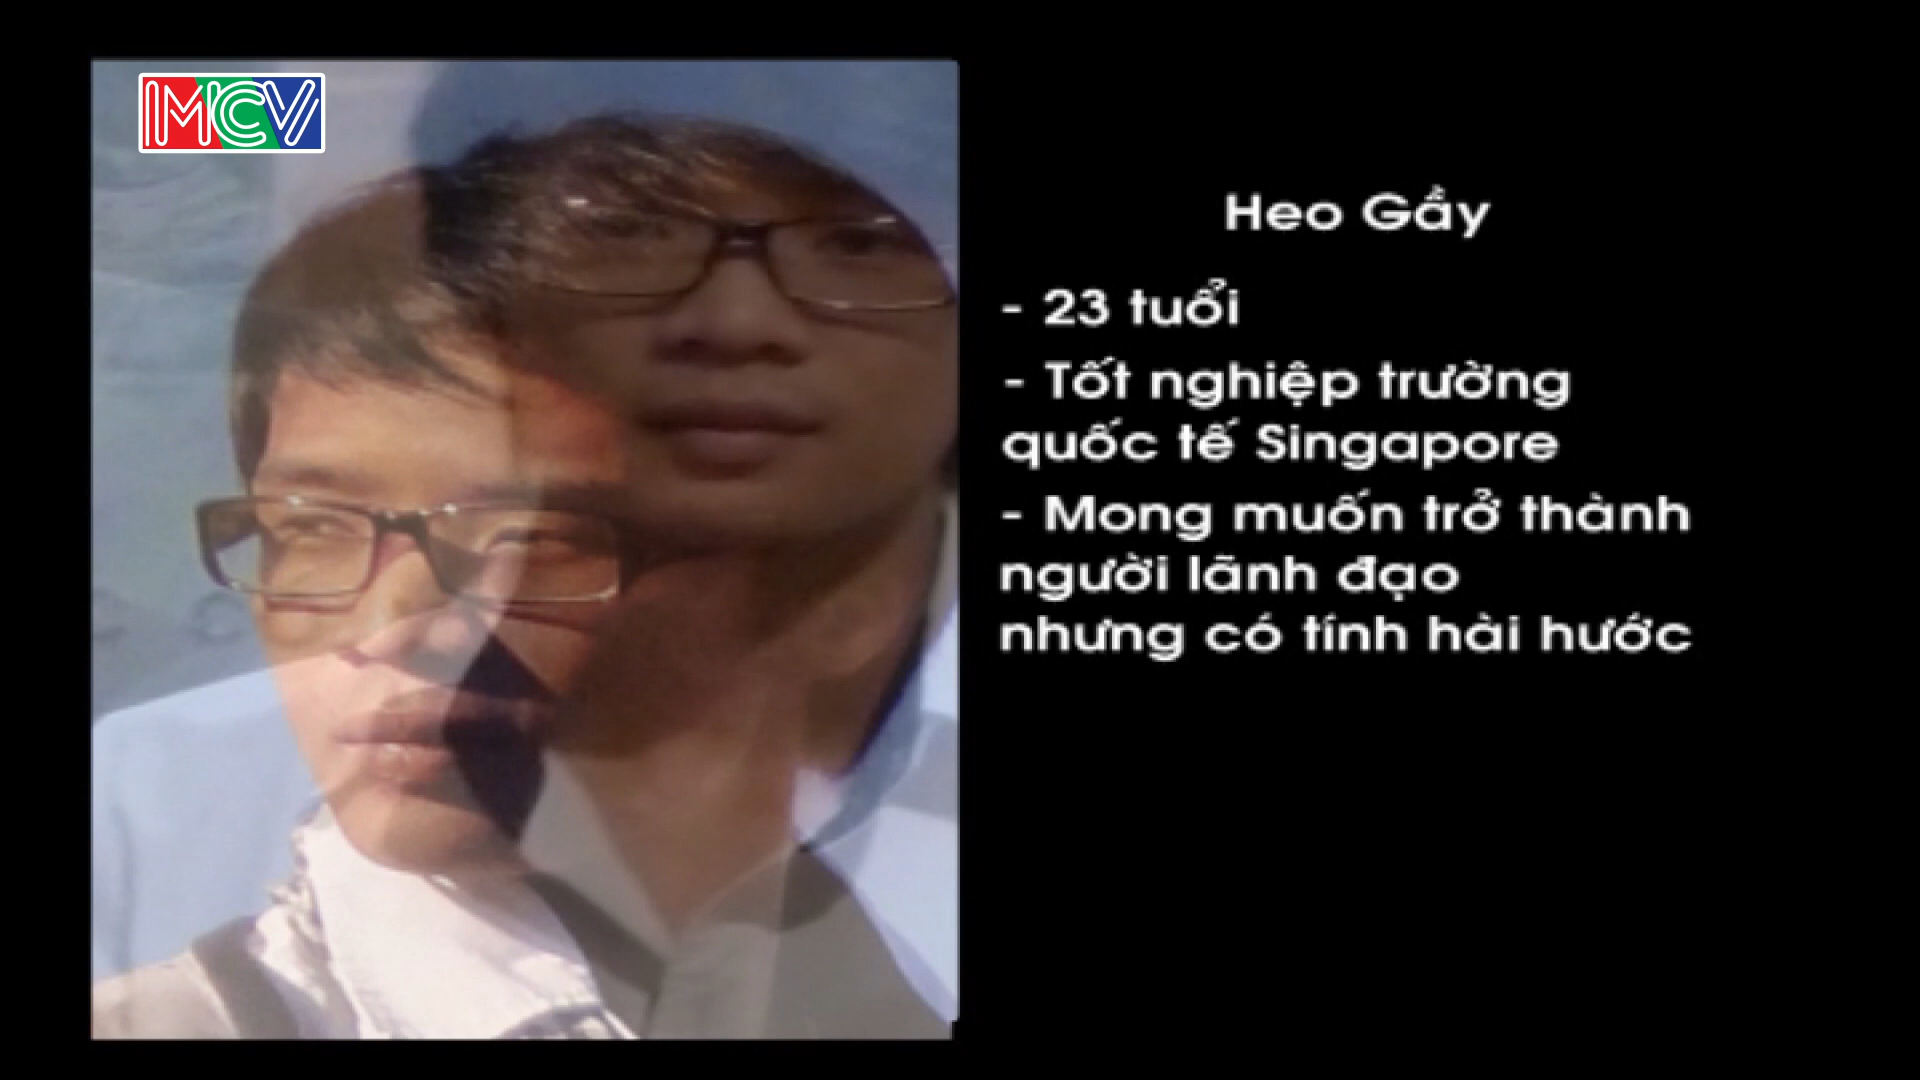 MCV
Heo Gầy
- 23 tuổi
- Tốt nghiệp trường
quốc tế Singapore
- Mong muốn trở thành
người lãnh đạo
nhưng có tính hài hước